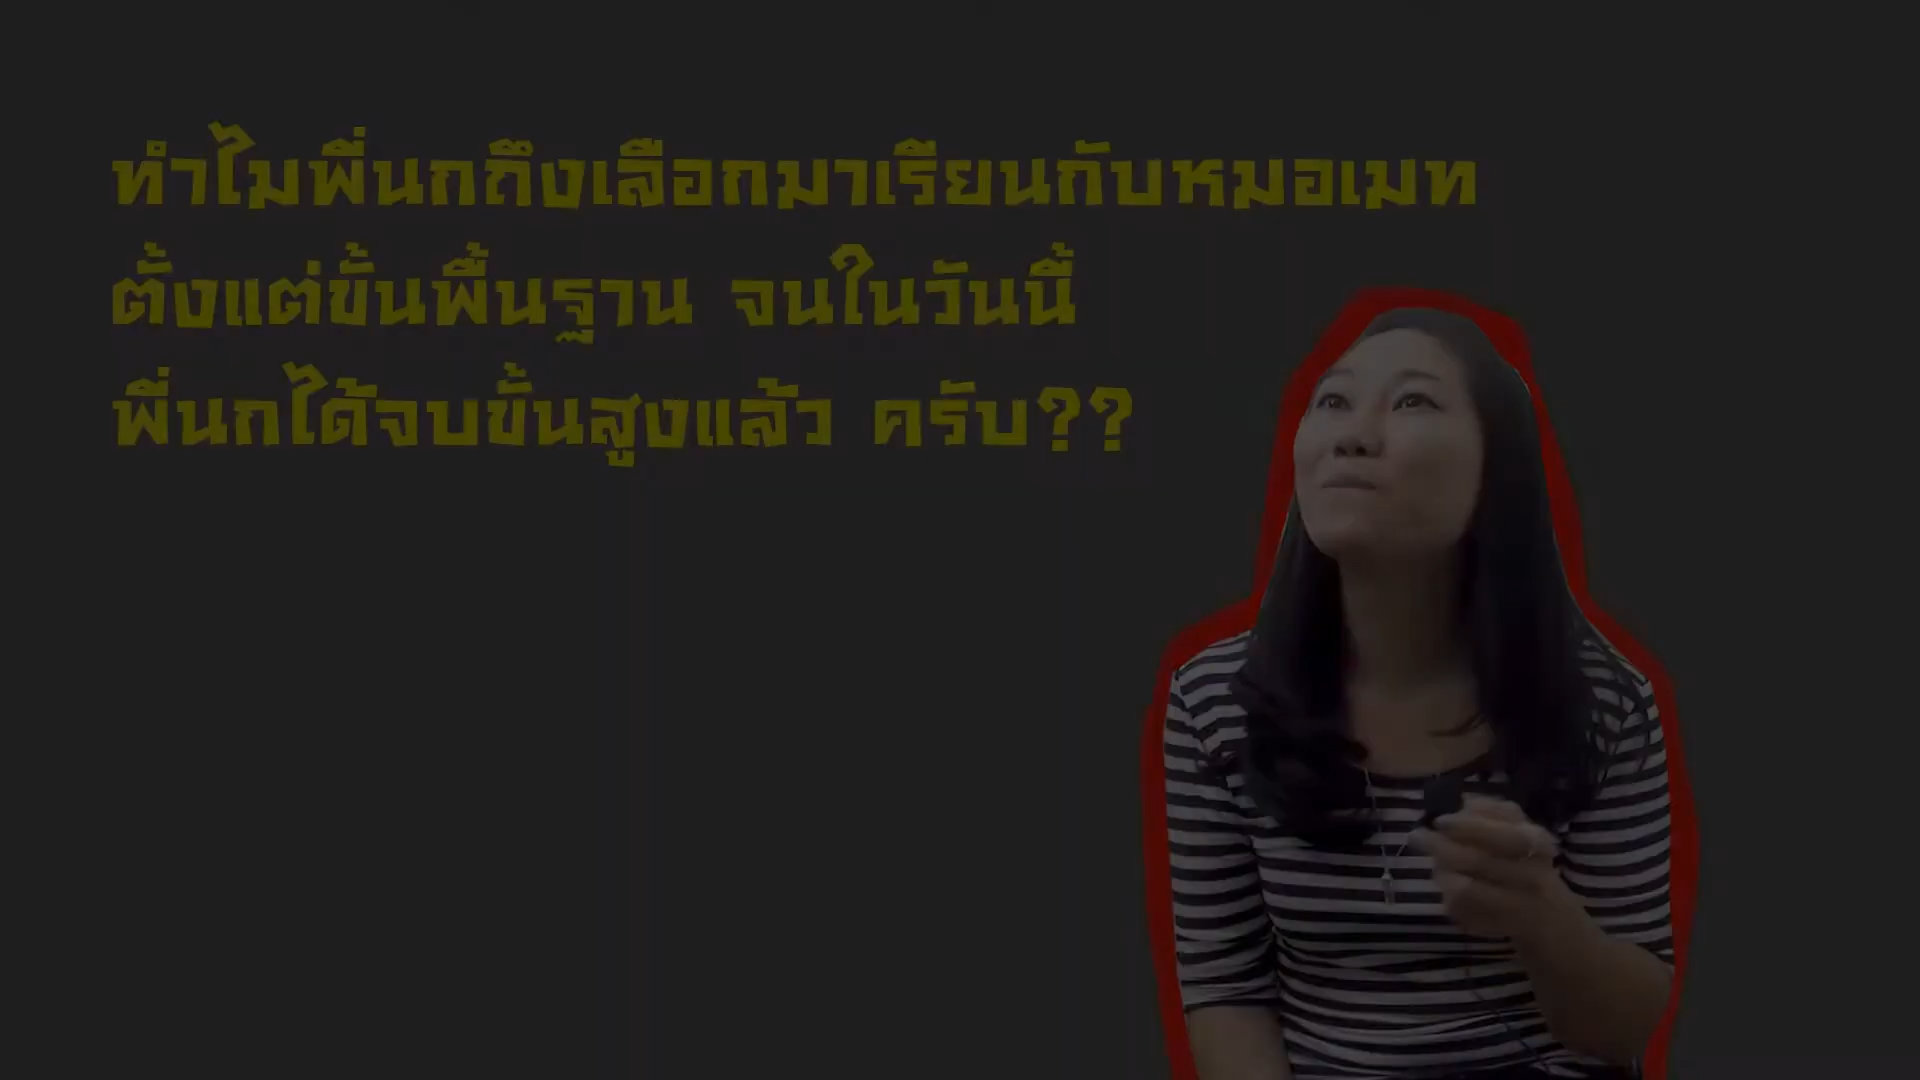 ทำไมพี่นกถึงเลือกมาเรียนกับหมอเมท
ตั้งแต่ขั้นพื้นฐาน จนในวันนี้
พี่นกได้จบขั้นสูงแล้ว ครับ??